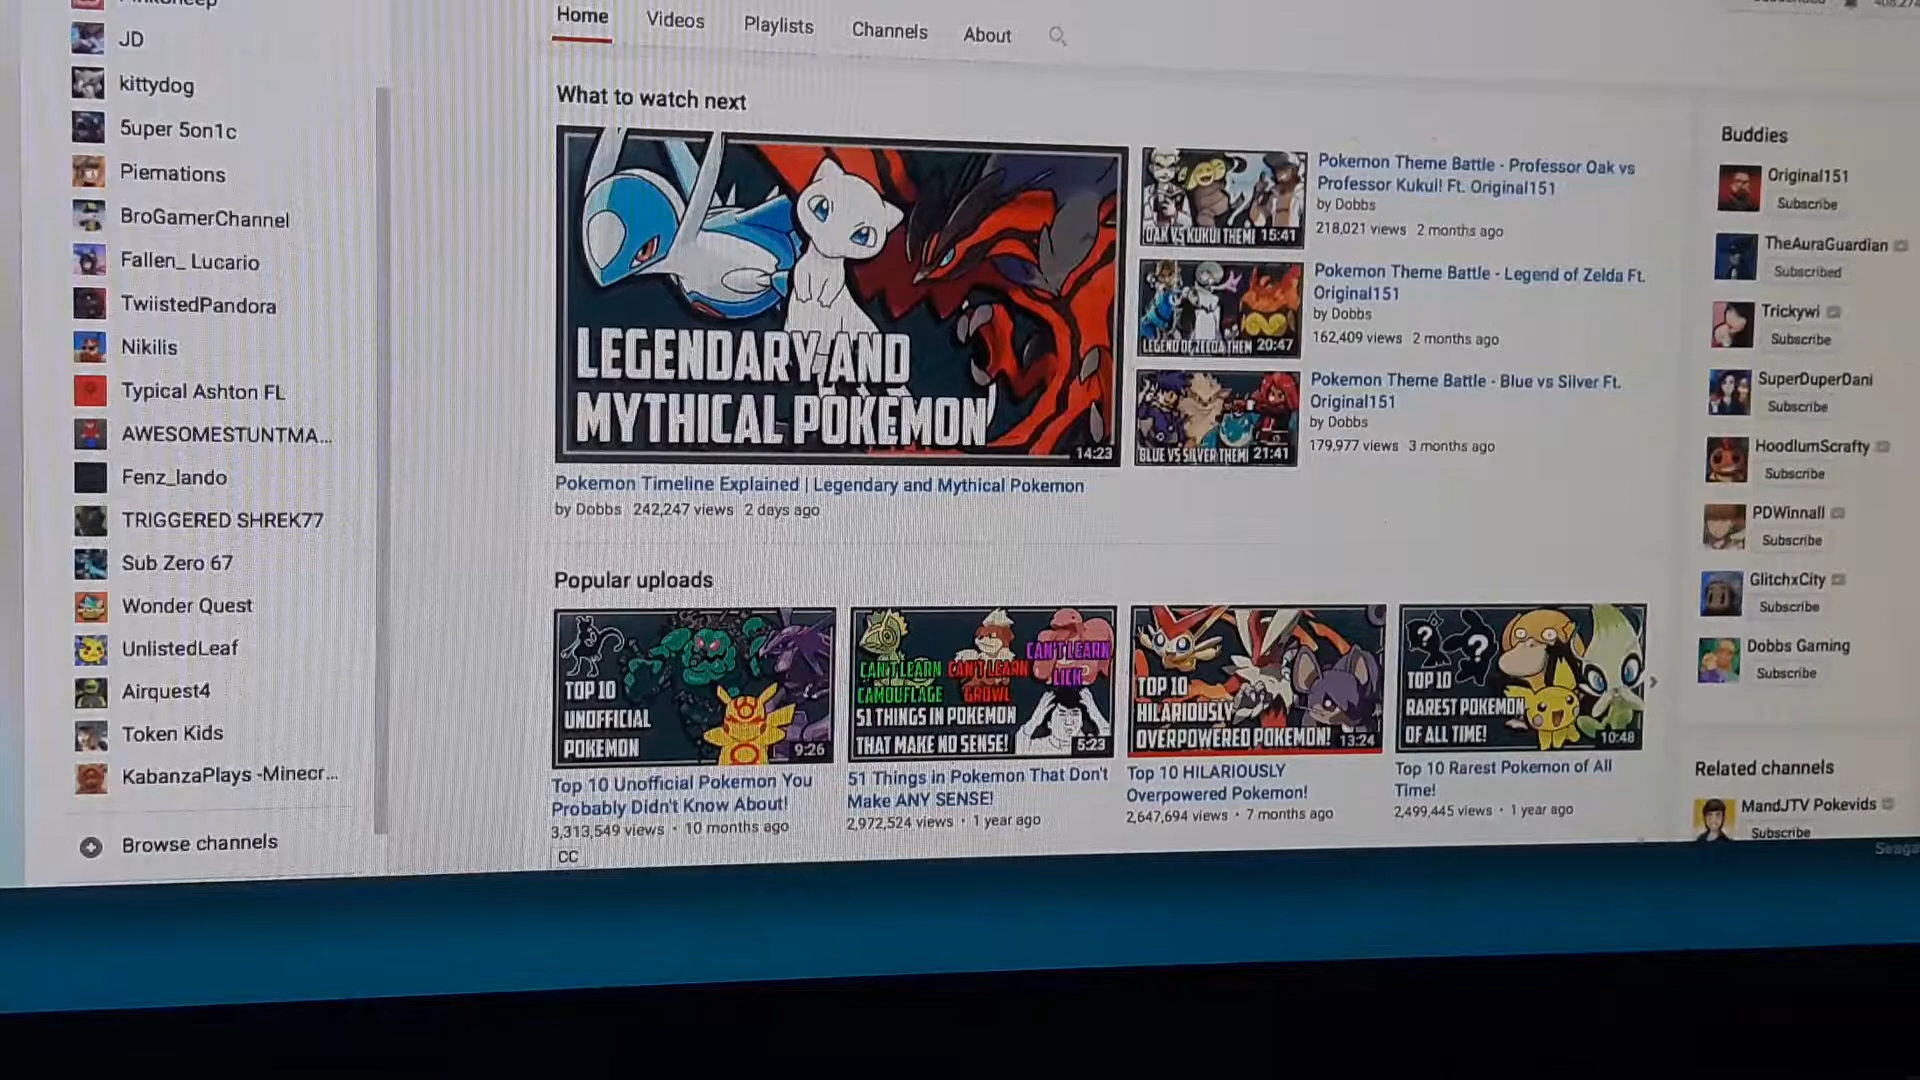 JD
kittydog
5uper 5on1c
Piemations
BroGamerChannel
Fallen_ Lucario
TwiistedPandora
Nikilis
Typical Ashton FL
AWESOMESTUNTMA...
Fenz_lando
TRIGGERED SHREK77
Sub Zero 67
Wonder Quest
UnlistedLeaf
Airquest4
Token Kids
KabanzaPlays -Minecr...
Browse channels
Home Videos Playlists Channels About
What to watch next
LEGENDARY AND
MYTHICAL POKEMON
14:23
Pokemon Timeline Explained | Legendary and Mythical Pokemon
by Dobbs 242,247 views 2 days ago
OAK VS KUKUI THEM! 15:41
Pokemon Theme Battle - Professor Oak vs
Professor Kukui! Ft. Original151
by Dobbs
218,021 views 2 months ago
LEGEND OF ZELDA THEM 20:47
Pokemon Theme Battle - Legend of Zelda Ft.
Original151
by Dobbs
162,409 views 2 months ago
BLUE VS SILVER THEM! 21:41
Pokemon Theme Battle - Blue vs Silver Ft.
Original151
by Dobbs
179,977 views 3 months ago
Popular uploads
TOP 10
UNOFFICIAL
POKEMON
9:26
Top 10 Unofficial Pokemon You
Probably Didn't Know About!
3,313,549 views • 10 months ago
CC
CAN'T LEARN
CAMOUFLAGE
CAN'T LEARN
GROWL
CAN'T LEARN
LICK
51 THINGS IN POKEMON
THAT MAKE NO SENSE!
5:23
51 Things in Pokemon That Don't
Make ANY SENSE!
2,972,524 views • 1 year ago
TOP 10
HILARIOUSLY
OVERPOWERED POKEMON!
13:24
Top 10 HILARIOUSLY
Overpowered Pokemon!
2,647,694 views • 7 months ago
? ?
TOP 10
RAREST POKEMON
OF ALL TIME!
10:48
Top 10 Rarest Pokemon of All
Time!
2,499,445 views • 1 year ago
Buddies
Original151
Subscribe
TheAuraGuardian
Subscribed
Trickywi
Subscribe
SuperDuperDani
Subscribe
HoodlumScrafty
Subscribe
PDWinnall
Subscribe
GlitchxCity
Subscribe
Dobbs Gaming
Subscribe
Related channels
MandJTV Pokevids
Subscribe